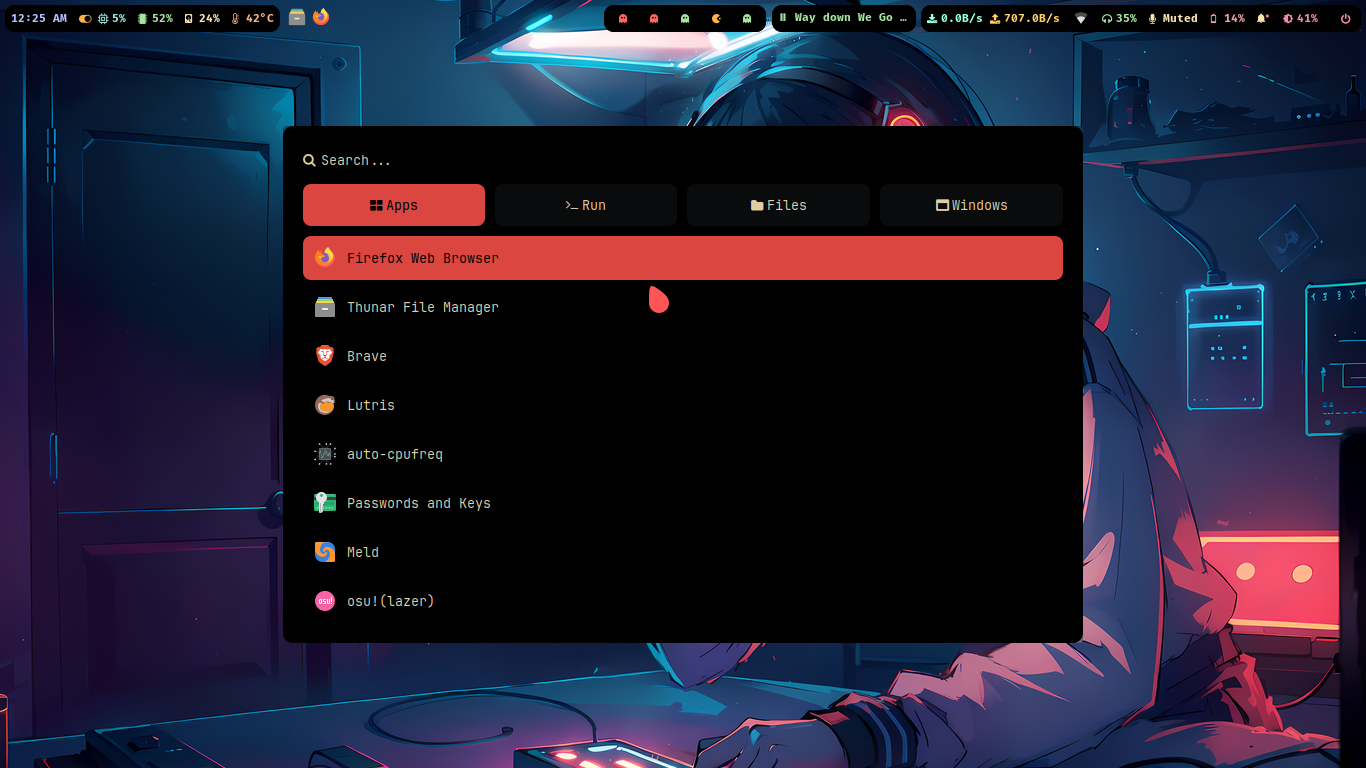 12:25 AM 5% 52% 24% 42°C Way down We Go … 0.0B/s 707.0B/s 35% Muted 14% 41%
Search...
Apps Run Files Windows
Firefox Web Browser
Thunar File Manager
Brave
Lutris
auto-cpufreq
Passwords and Keys
Meld
osu!(lazer)